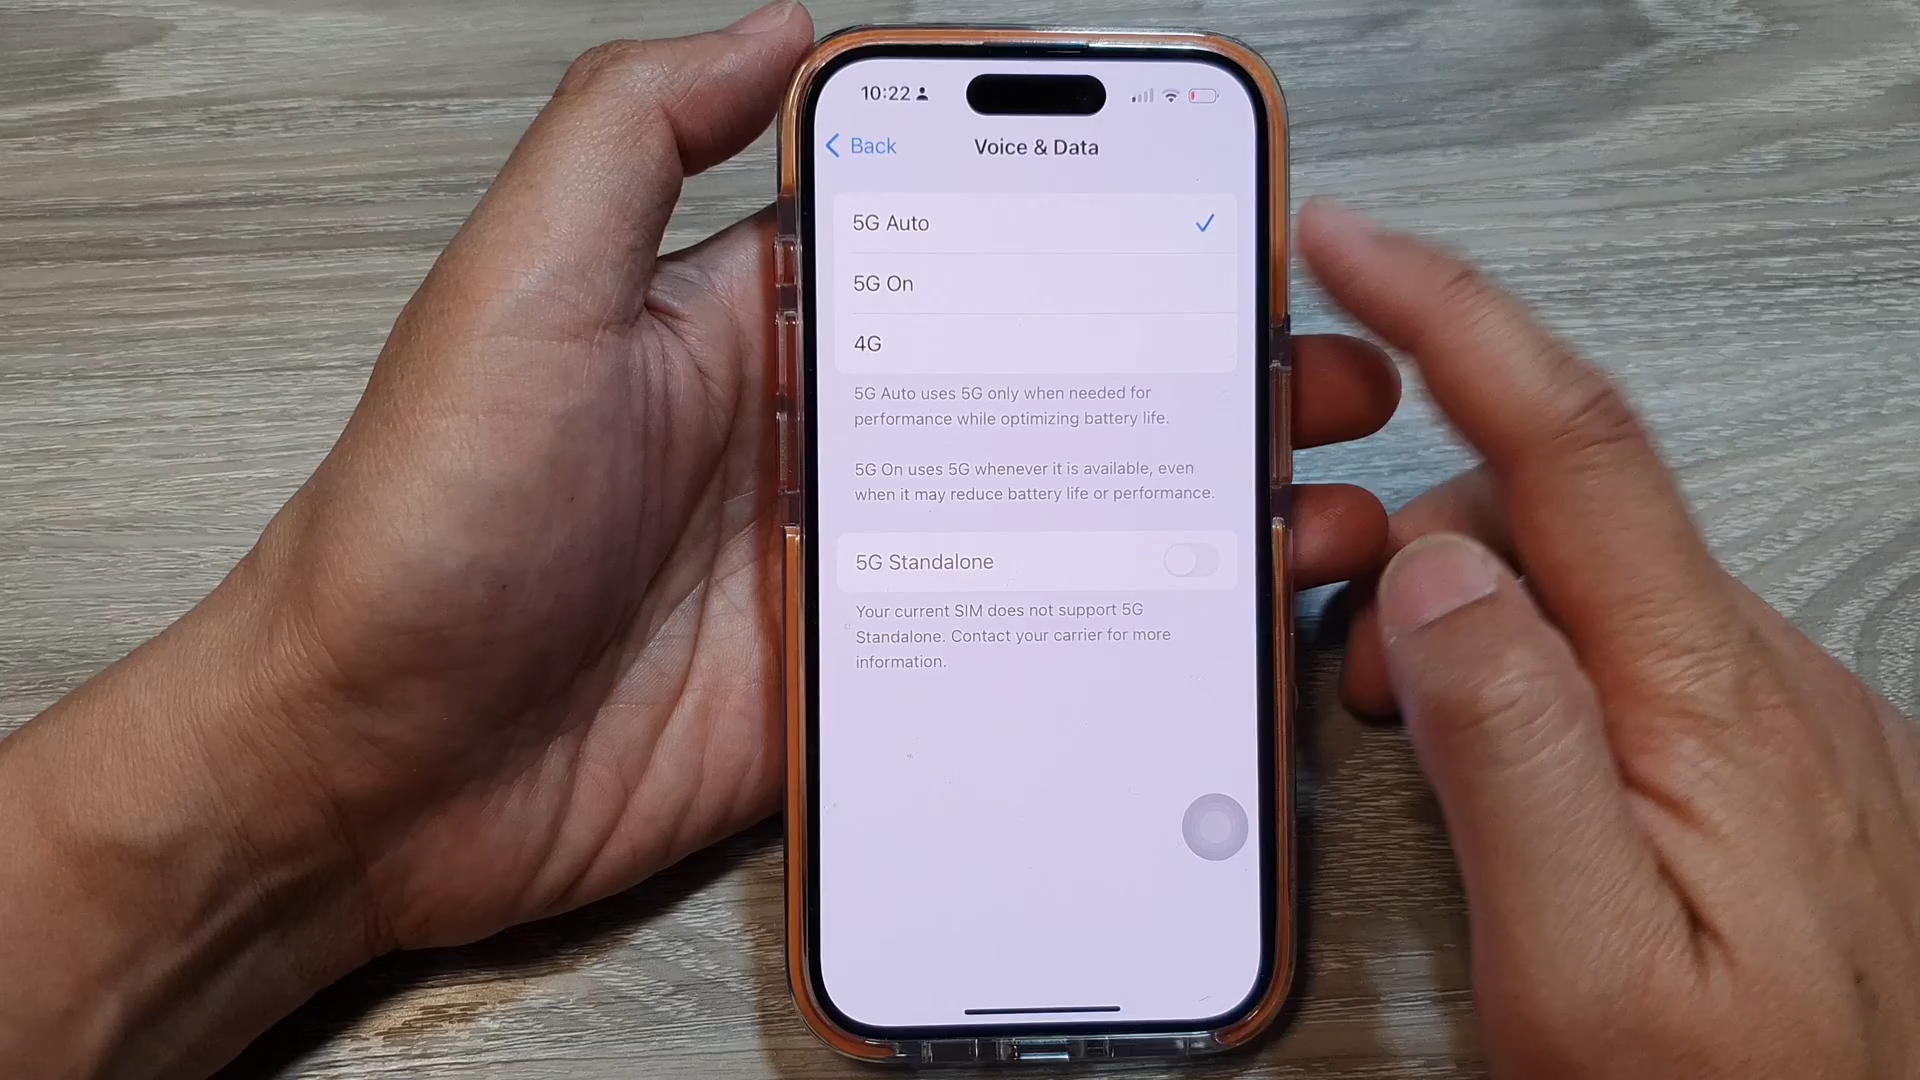 10:22
Back
Voice & Data
5G Auto
5G On
4G
5G Auto uses 5G only when needed for
performance while optimizing battery life.
5G On uses 5G whenever it is available, even
when it may reduce battery life or performance.
5G Standalone
Your current SIM does not support 5G
Standalone. Contact your carrier for more
information.